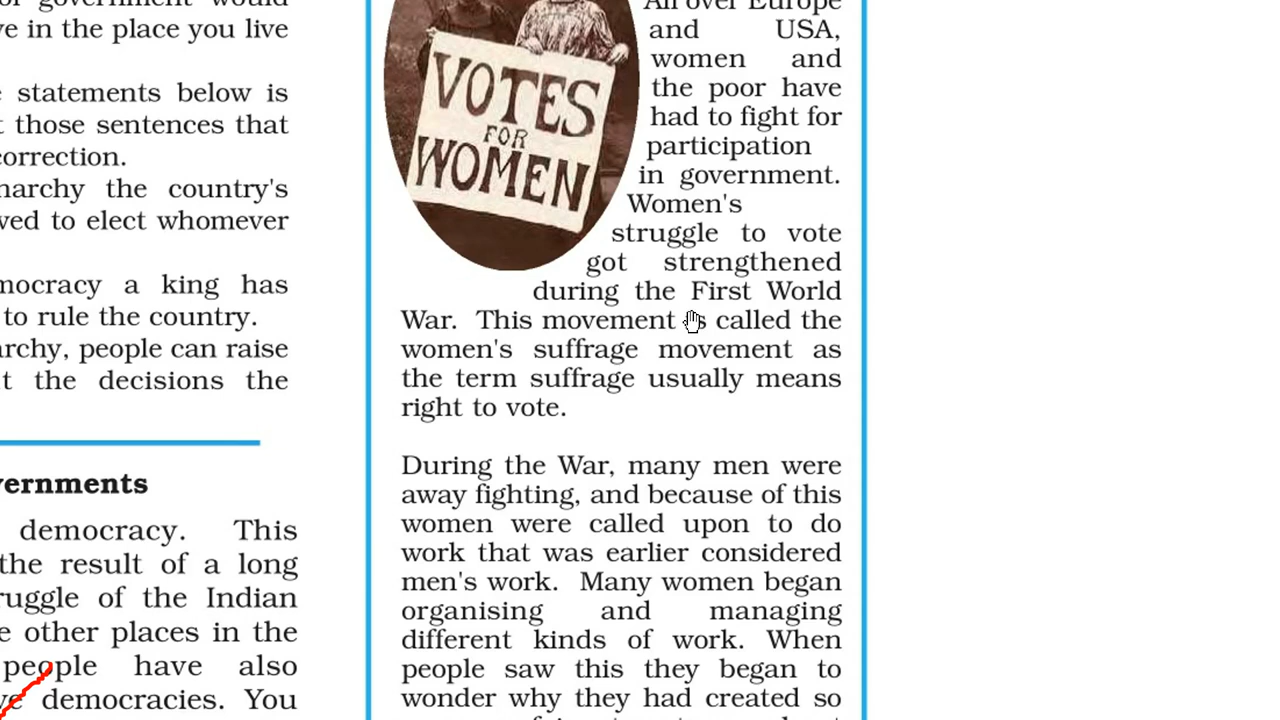 government would
in the place you live
statements below is
those sentences that
correction.
the country's
to elect whomever
a king has
to rule the country.
people can raise
the decisions the
democracy. This
the result of a long
of the Indian
other places in the
people have also
democracies. You
VOTES
FOR
WOMEN
All over Europe
and USA,
women and
the poor have
had to fight for
participation
in government.
Women's
struggle to vote
got strengthened
during the First World
War. This movement is called the
women's suffrage movement as
the term suffrage usually means
right to vote.
During the War, many men were
away fighting, and because of this
women were called upon to do
work that was earlier considered
men's work. Many women began
organising and managing
different kinds of work. When
people saw this they began to
wonder why they had created so